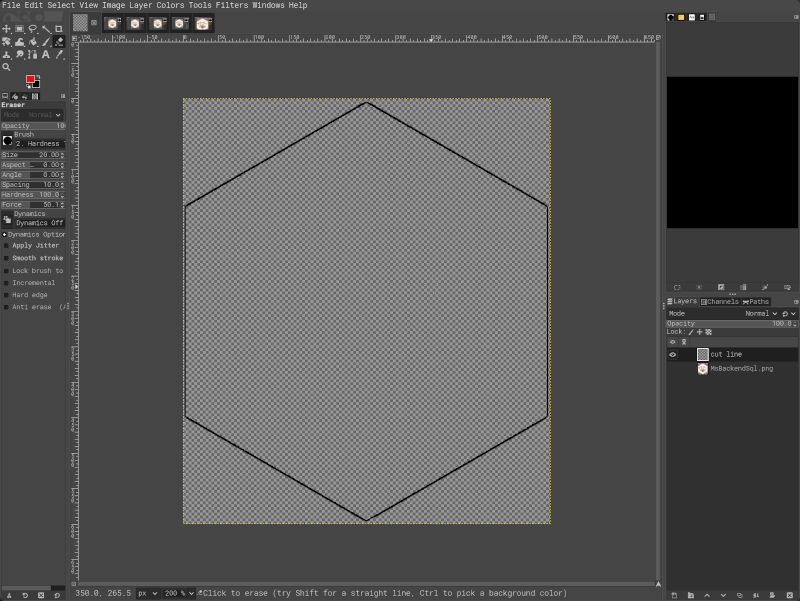 File Edit Select View Image Layer Colors Tools Filters Windows Help
Eraser
Mode Normal
Opacity 10
Brush
2. Hardness
Size 20.00
Aspect 0.00
Angle 0.00
Spacing 10.0
Hardness 100.0
Force 50.1
Dynamics
Dynamics Off
Dynamics Option
Apply Jitter
Smooth stroke
Lock brush to
Incremental
Hard edge
Anti erase
Layers Channels Paths
Mode Normal
Opacity 100.0
Lock:
cut line
MsBackendSql.png
350.0, 265.5 px 200 % Click to erase (try Shift for a straight line, Ctrl to pick a background color)